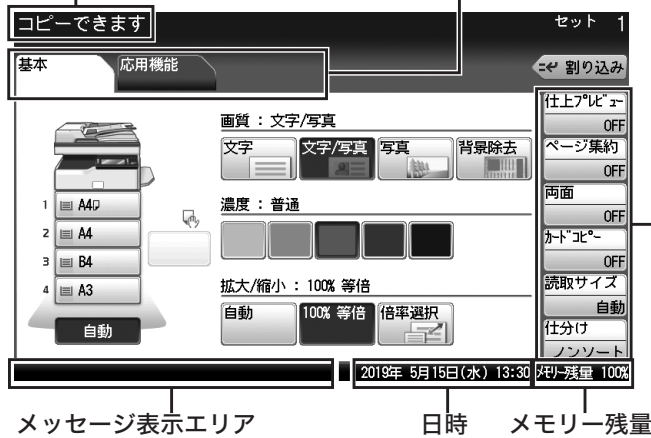 コピーできます
セット 1
基本
応用機能
割り込み
画質：文字/写真
文字
文字/写真
写真
背景除去
濃度：普通
拡大/縮小：100% 等倍
自動
100% 等倍
倍率選択
1 A4
2 A4
3 B4
4 A3
自動
仕上プレビュー
OFF
ページ集約
OFF
両面
OFF
カードコピー
OFF
読取サイズ
自動
仕分け
ノンソート
2019年 5月15日(水) 13:30
メモリー残量 100%
メッセージ表示エリア
日時
メモリー残量